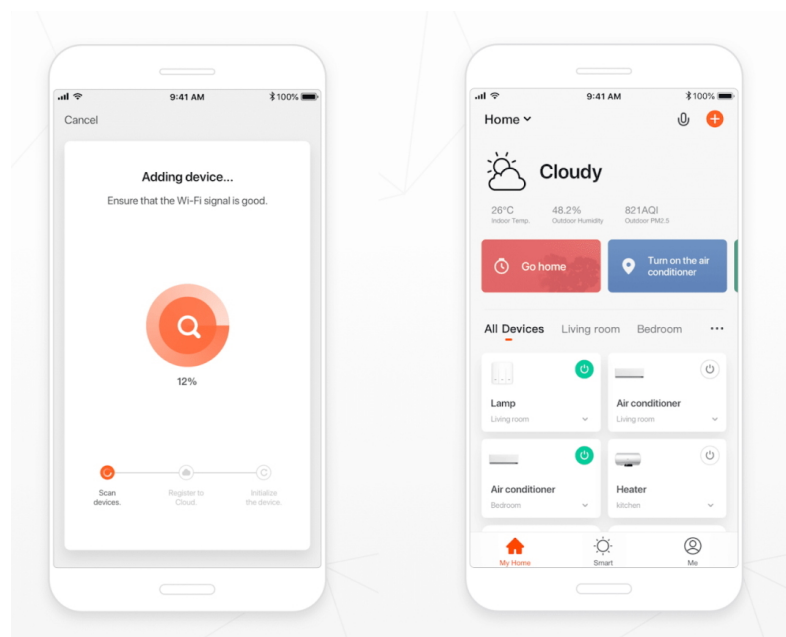 9:41 AM
100%
Cancel
Adding device...
Ensure that the Wi-Fi signal is good.
12%
Scan
devices.
Register to
Cloud.
Initialize
the device.
9:41 AM
100%
Home
Cloudy
26°C
48.2%
821AQI
Indoor Temp.
Outdoor Humidity
Outdoor PM2.5
Go home
Turn on the air
conditioner
All Devices
Living room
Bedroom
Lamp
Living room
Air conditioner
Living room
Air conditioner
Bedroom
Heater
kitchen
My Home
Smart
Me